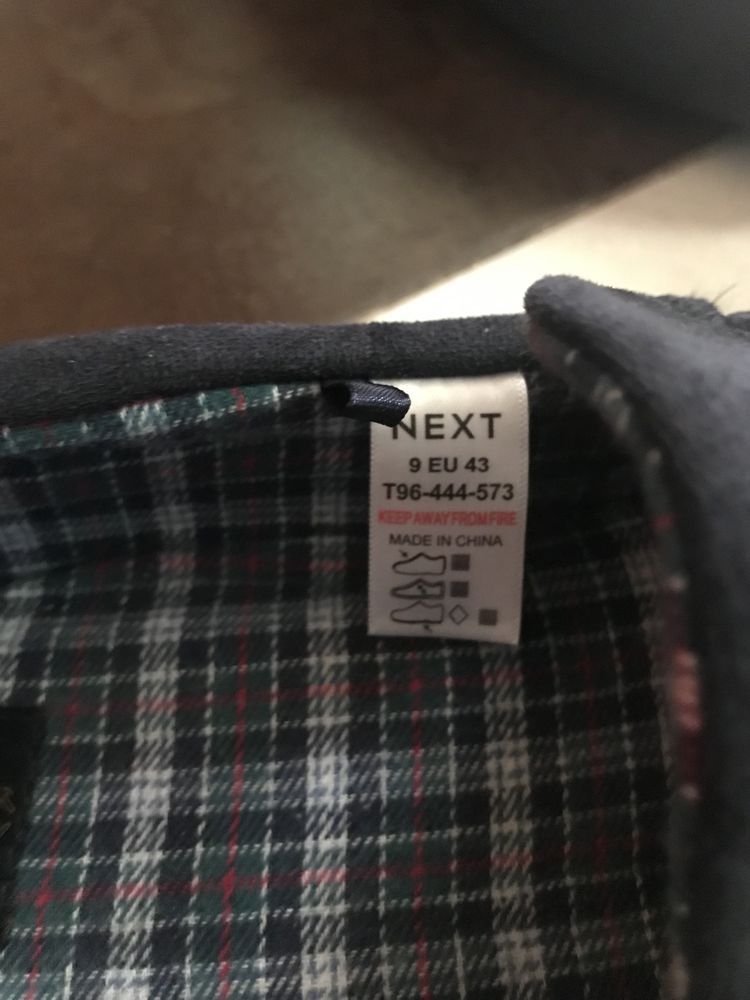 NEXT
9 EU 43
T96-444-573
KEEP AWAY FROM FIRE
MADE IN CHINA